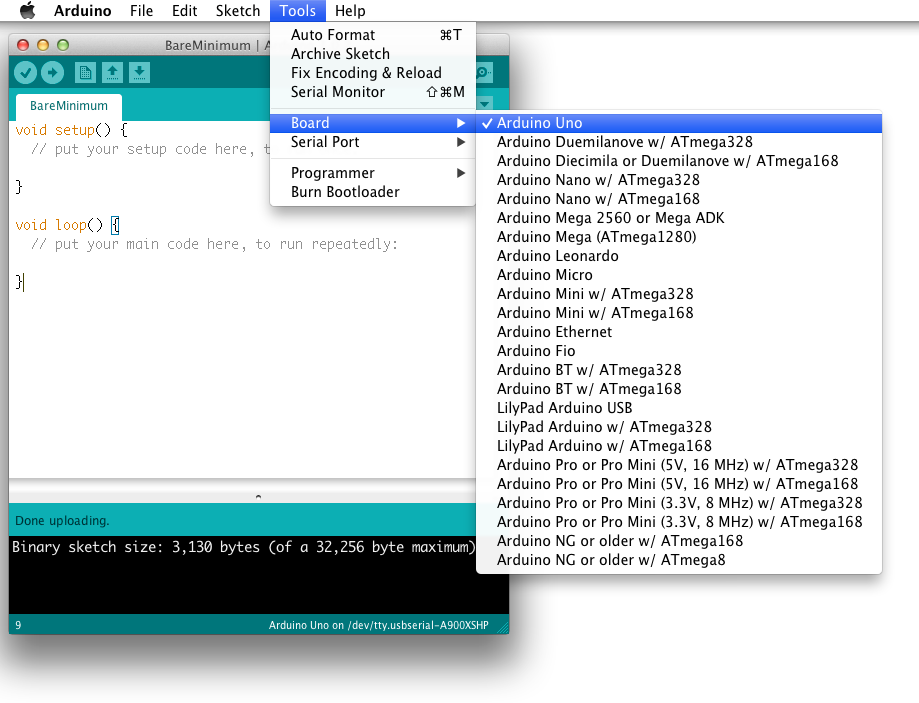 Arduino File Edit Sketch Tools Help
BareMinimum | A
Auto Format ⌘T
Archive Sketch
Fix Encoding & Reload
Serial Monitor ⇧⌘M
Board
Serial Port
Programmer
Burn Bootloader
✓ Arduino Uno
Arduino Duemilanove w/ ATmega328
Arduino Diecimila or Duemilanove w/ ATmega168
Arduino Nano w/ ATmega328
Arduino Nano w/ ATmega168
Arduino Mega 2560 or Mega ADK
Arduino Mega (ATmega1280)
Arduino Leonardo
Arduino Micro
Arduino Mini w/ ATmega328
Arduino Mini w/ ATmega168
Arduino Ethernet
Arduino Fio
Arduino BT w/ ATmega328
Arduino BT w/ ATmega168
LilyPad Arduino USB
LilyPad Arduino w/ ATmega328
LilyPad Arduino w/ ATmega168
Arduino Pro or Pro Mini (5V, 16 MHz) w/ ATmega328
Arduino Pro or Pro Mini (5V, 16 MHz) w/ ATmega168
Arduino Pro or Pro Mini (3.3V, 8 MHz) w/ ATmega328
Arduino Pro or Pro Mini (3.3V, 8 MHz) w/ ATmega168
Arduino NG or older w/ ATmega168
Arduino NG or older w/ ATmega8
BareMinimum
void setup() {
// put your setup code here, t
}
void loop() {
// put your main code here, to run repeatedly:
}
Done uploading.
Binary sketch size: 3,130 bytes (of a 32,256 byte maximum)
9 Arduino Uno on /dev/tty.usbserial-A900XSHP